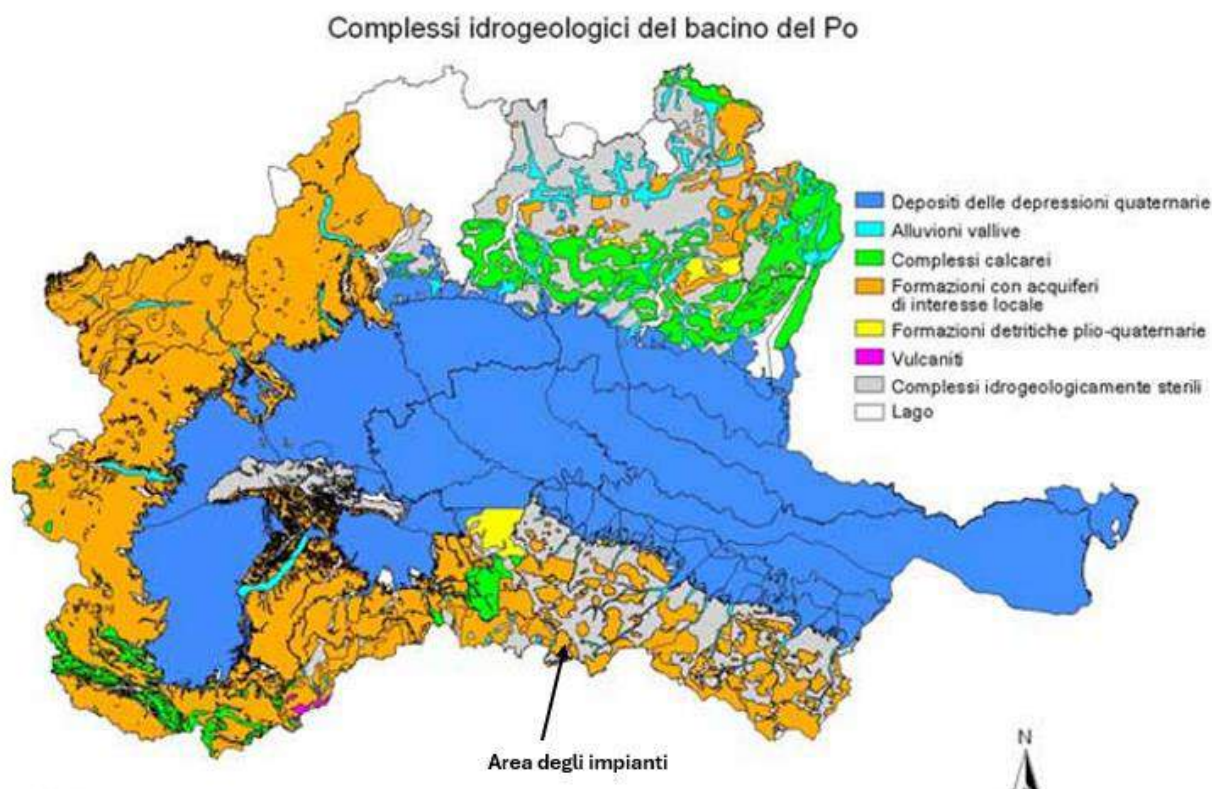 Complessi idrogeologici del bacino del Po
Depositi delle depressioni quaternarie
Alluvioni vallive
Complessi calcarei
Formazioni con acquiferi
di interesse locale
Formazioni detritiche plio-quaternarie
Vulcaniti
Complessi idrogeologicamente sterili
Lago
Area degli impianti
N